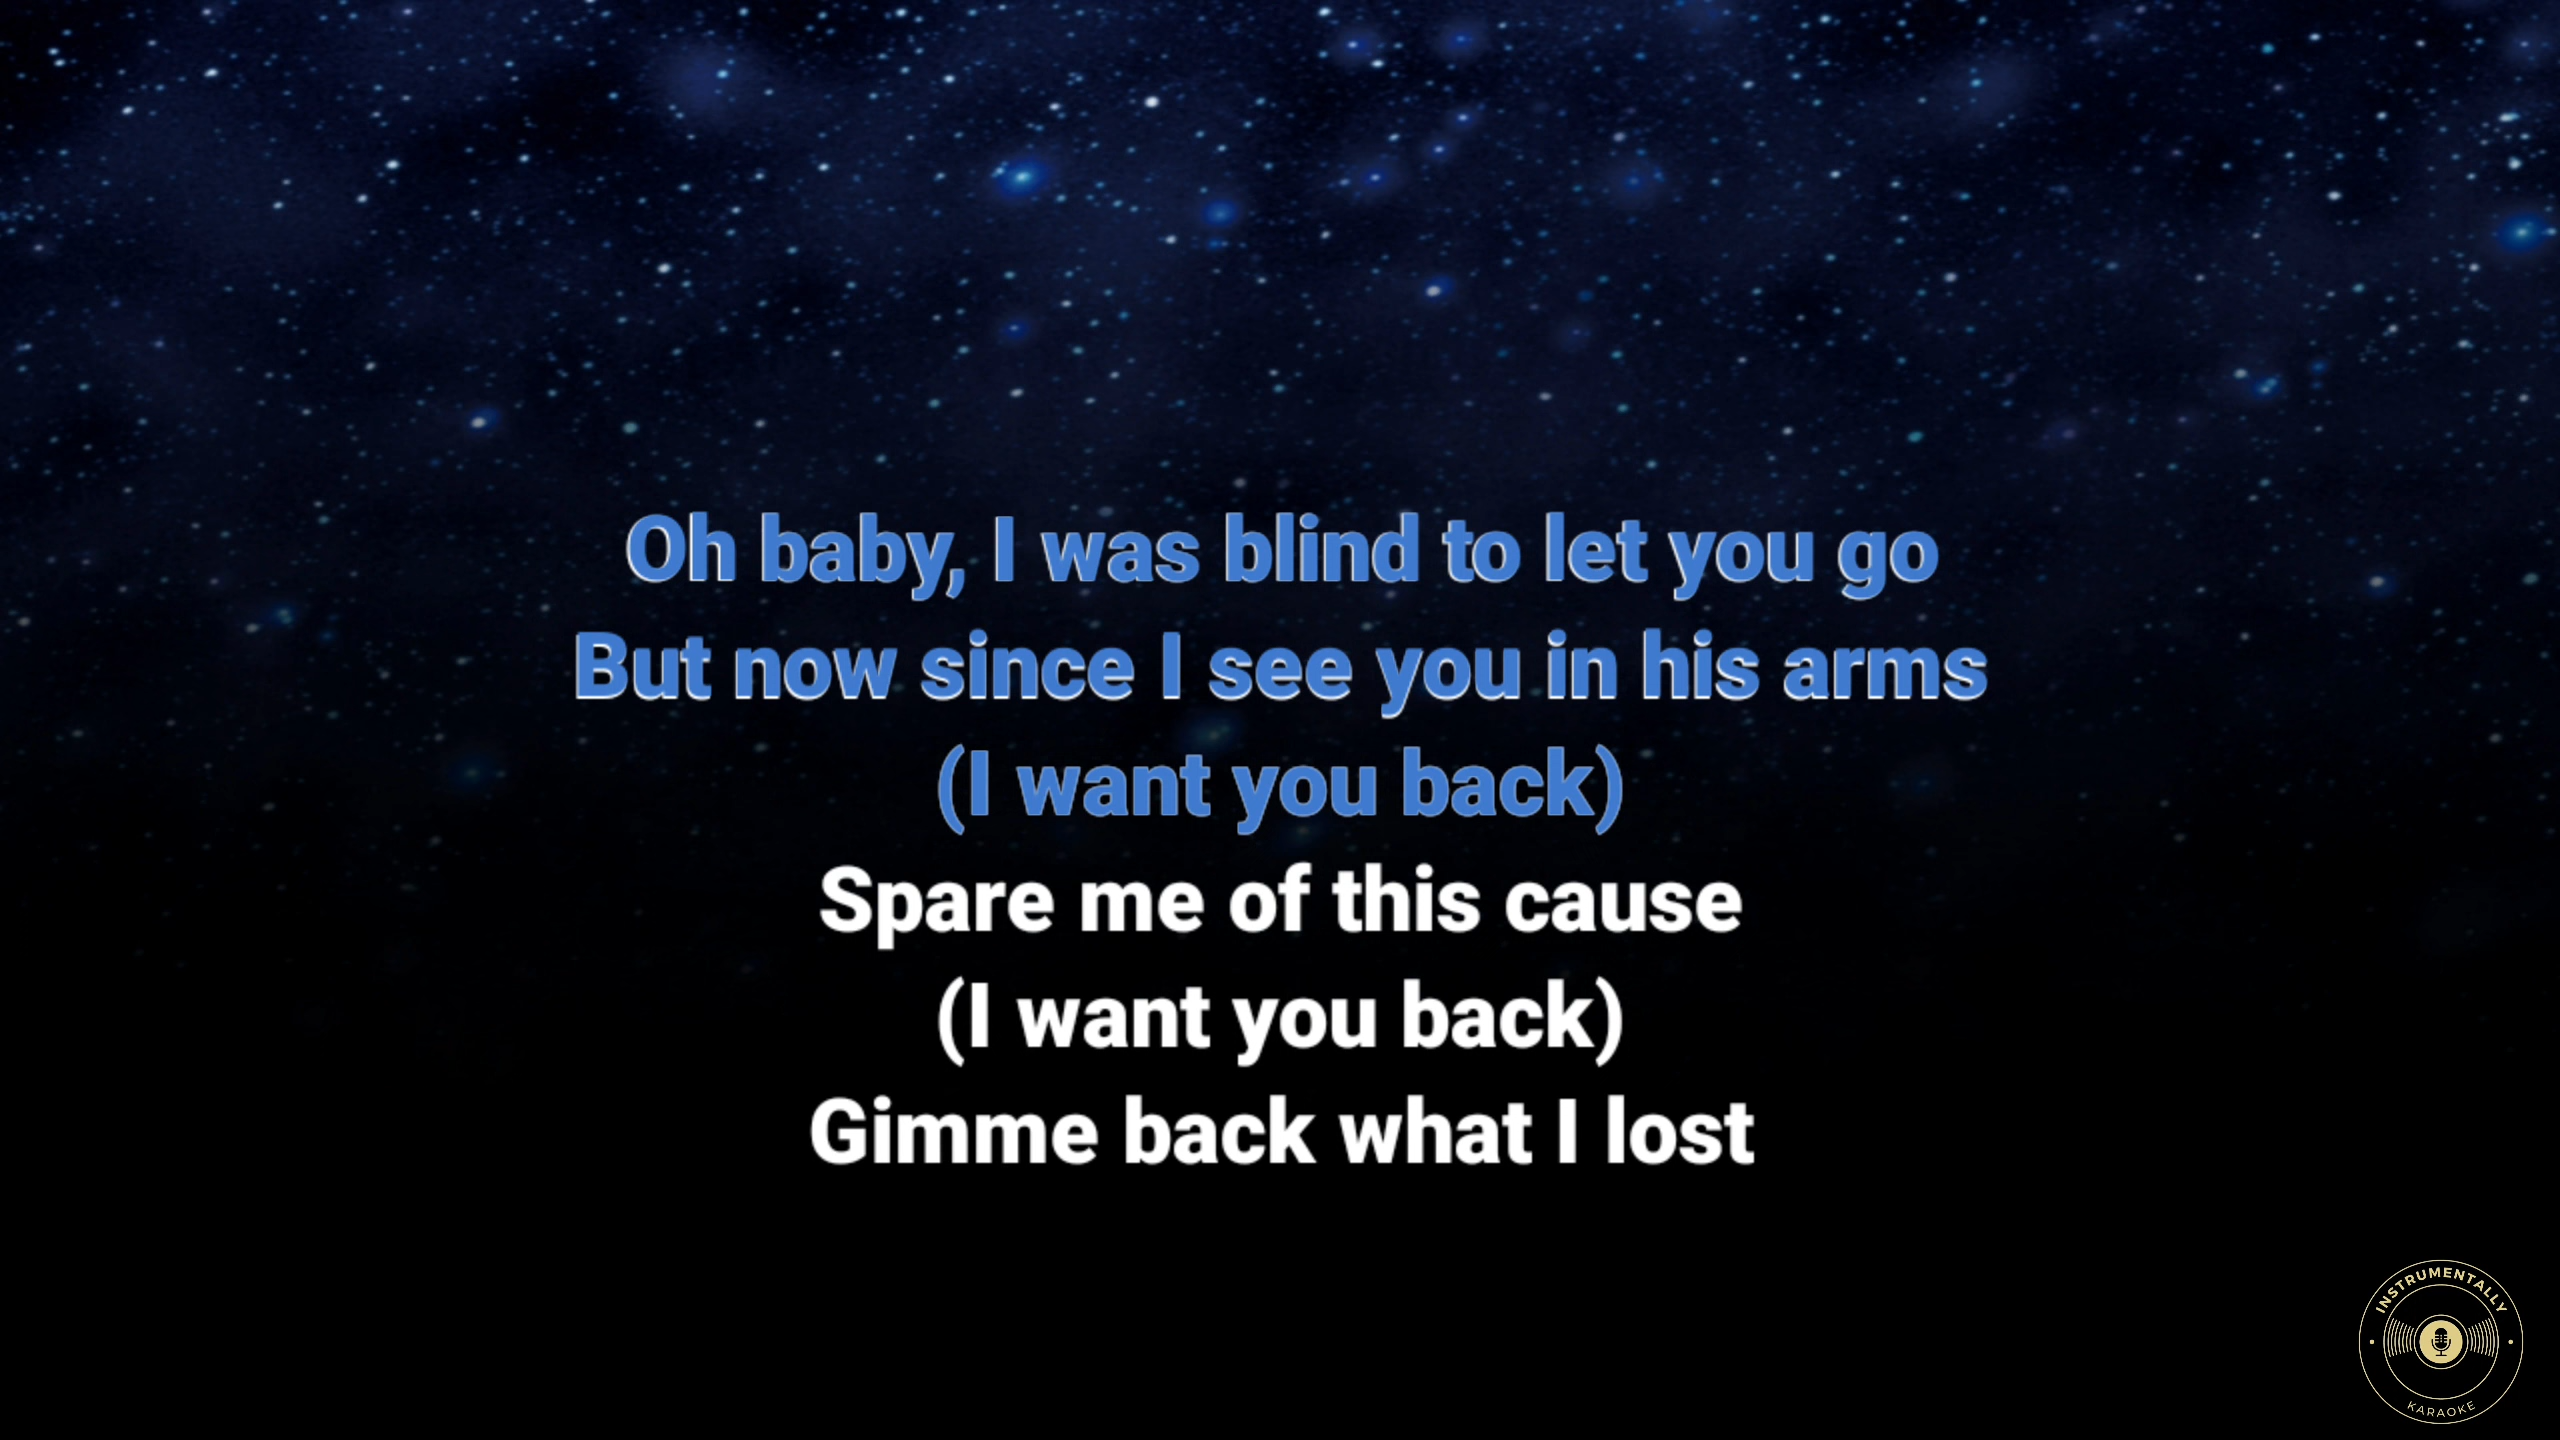 Oh baby, I was blind to let you go
But now since I see you in his arms
(I want you back)
Spare me of this cause
(I want you back)
Gimme back what I lost
INSTRUMENTALLY
KARAOKE